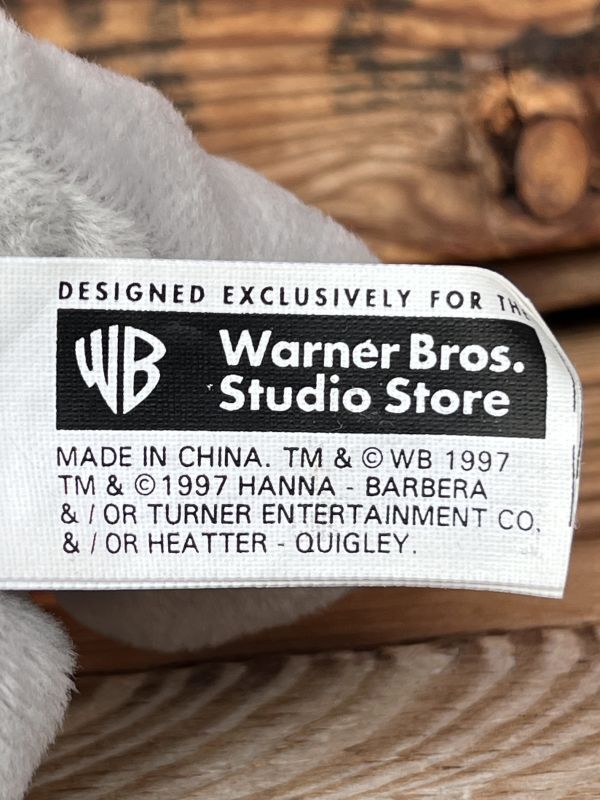 DESIGNED EXCLUSIVELY FOR THE
WB Warner Bros.
Studio Store
MADE IN CHINA. TM & © WB 1997
TM & © 1997 HANNA - BARBERA
& / OR TURNER ENTERTAINMENT CO,
& / OR HEATTER - QUIGLEY.